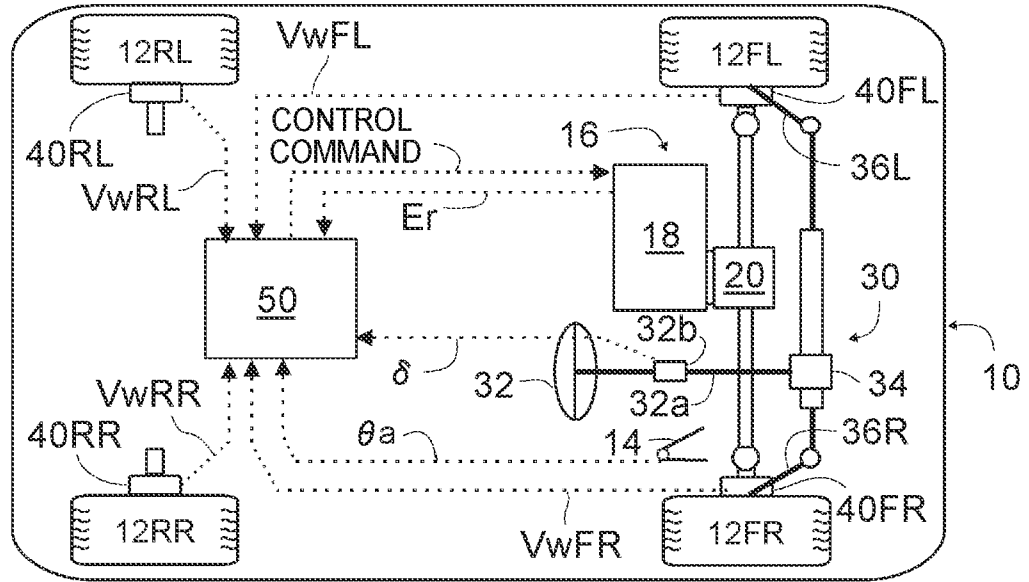 12RL
VwFL
12FL
40FL
40RL
CONTROL
COMMAND
16
36L
VwRL
Er
18
20
50
30
32b
δ
32
32a
34
10
VwRR
40RR
θa
14
36R
12RR
VwFR
12FR
40FR